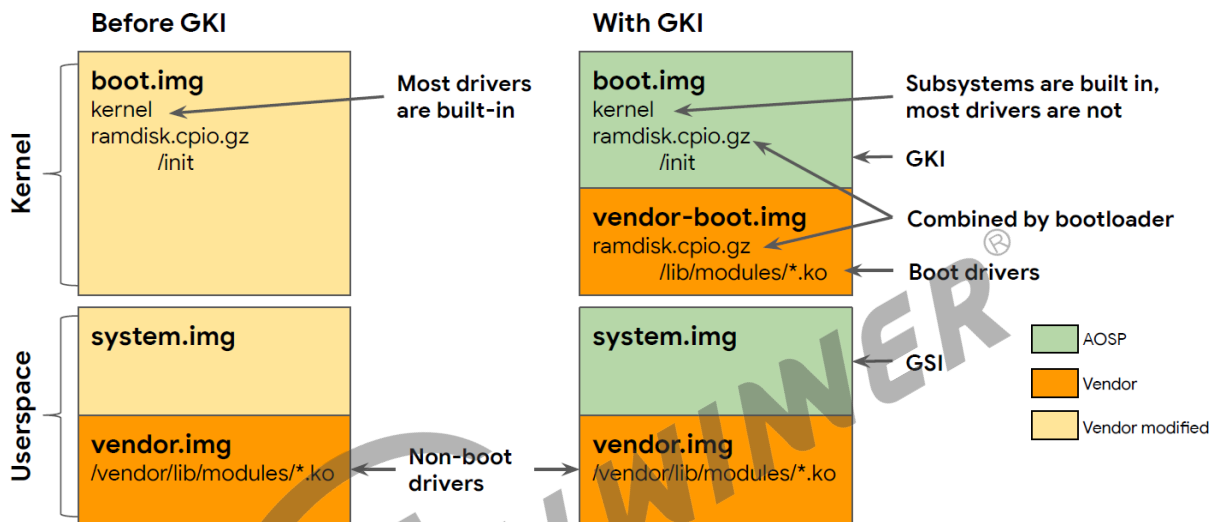 Before GKI
With GKI
Kernel
boot.img
kernel
ramdisk.cpio.gz
/init
Most drivers
are built-in
boot.img
kernel
ramdisk.cpio.gz
/init
Subsystems are built in,
most drivers are not
GKI
vendor-boot.img
ramdisk.cpio.gz
/lib/modules/*.ko
Combined by bootloader
Boot drivers
Userspace
system.img
vendor.img
/vendor/lib/modules/*.ko
Non-boot
drivers
system.img
GSI
vendor.img
/vendor/lib/modules/*.ko
AOSP
Vendor
Vendor modified
WINNER®